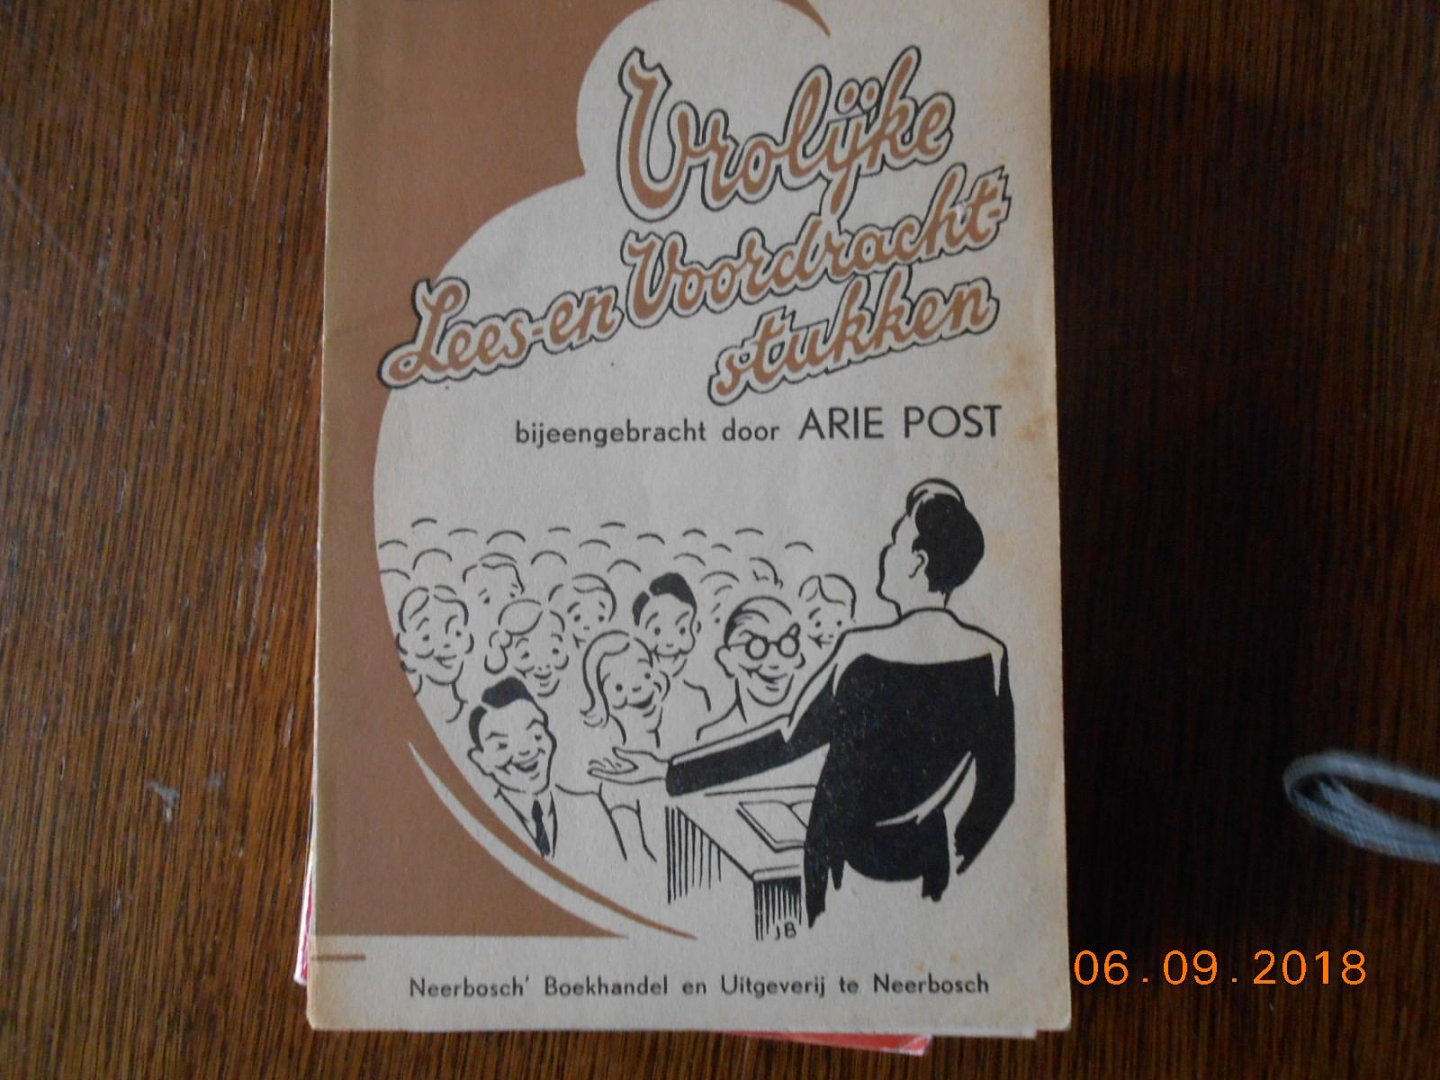 Vrolijke
Lees- en Voordracht-
stukken
bijeengebracht door ARIE POST
JB
Neerbosch' Boekhandel en Uitgeverij te Neerbosch
06.09.2018